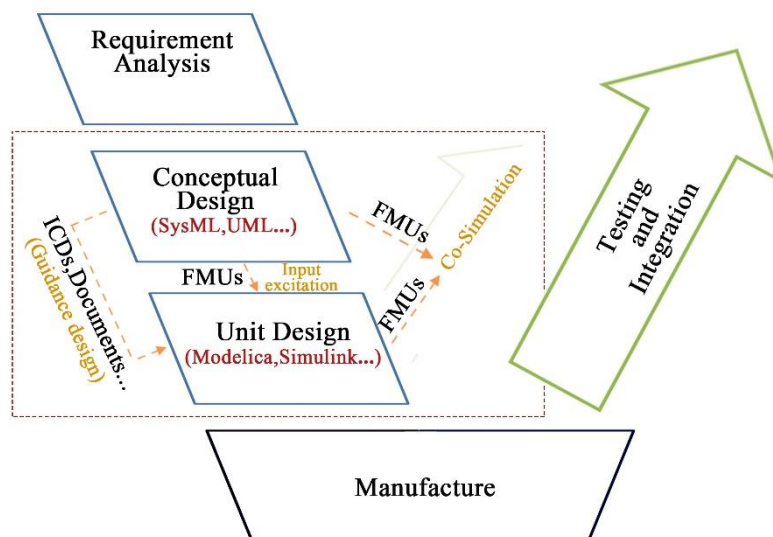 Requirement
Analysis
Conceptual
Design
(SysML,UML...)
ICDs,Documents...
(Guidance design)
FMUs
Input
excitation
FMUs
FMUs
Co-Simulation
Unit Design
(Modelica,Simulink...)
Testing
and
Integration
Manufacture